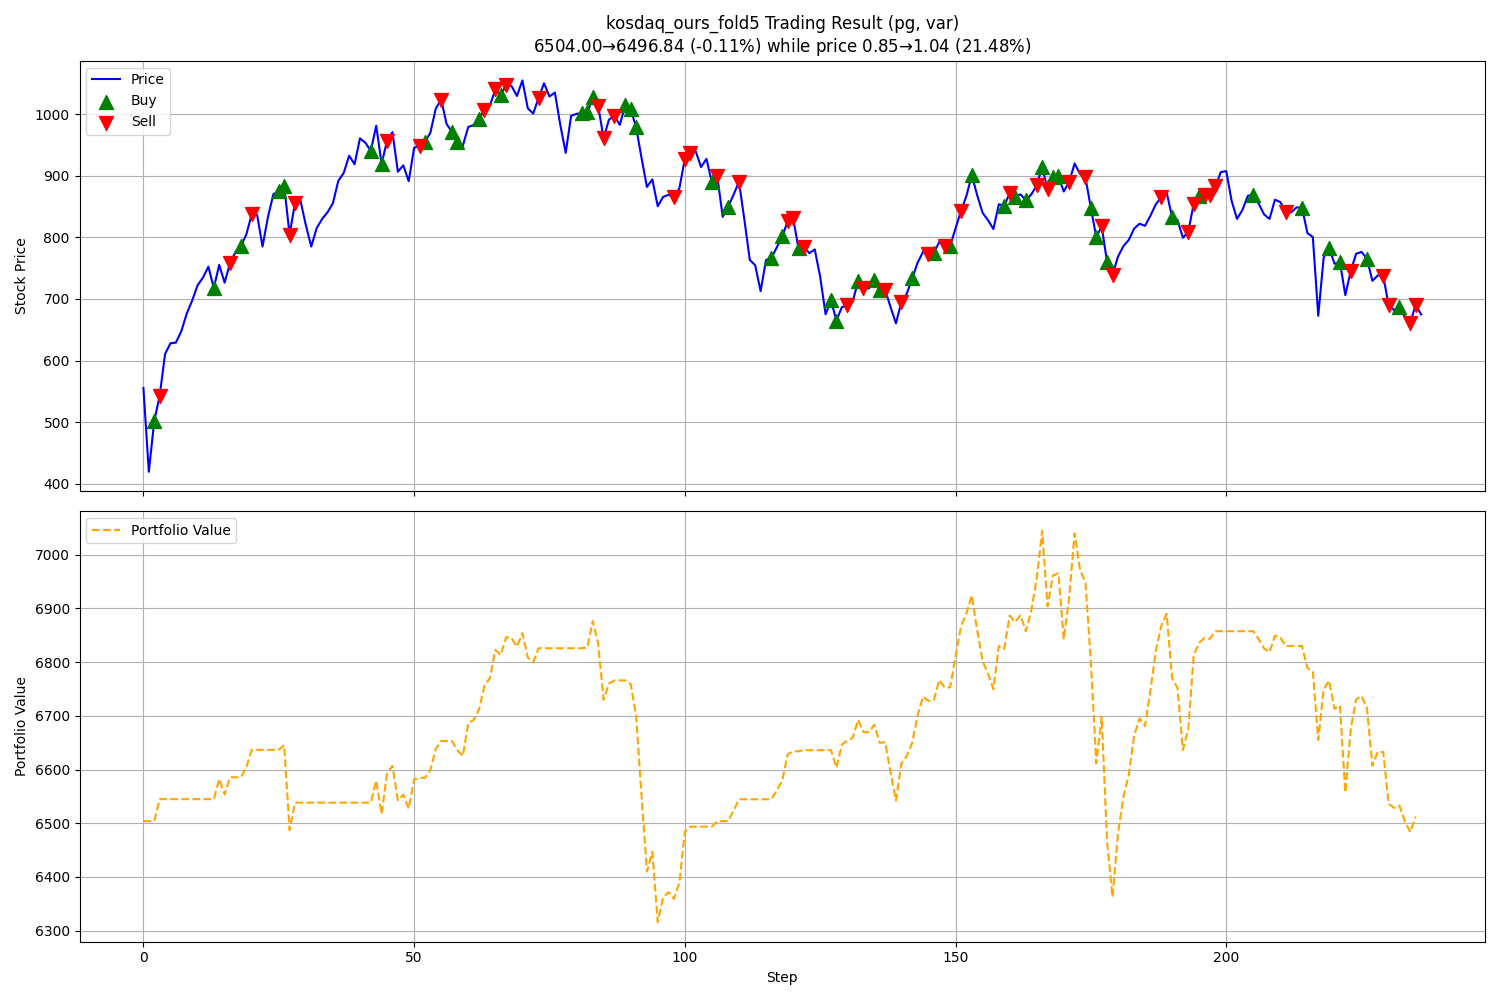 kosdaq_ours_fold5 Trading Result (pg, var)
6504.00→6496.84 (-0.11%) while price 0.85→1.04 (21.48%)
Price
Buy
Sell
Stock Price
1000
900
800
700
600
500
400
Portfolio Value
Portfolio Value
7000
6900
6800
6700
6600
6500
6400
6300
0
50
100
150
200
Step